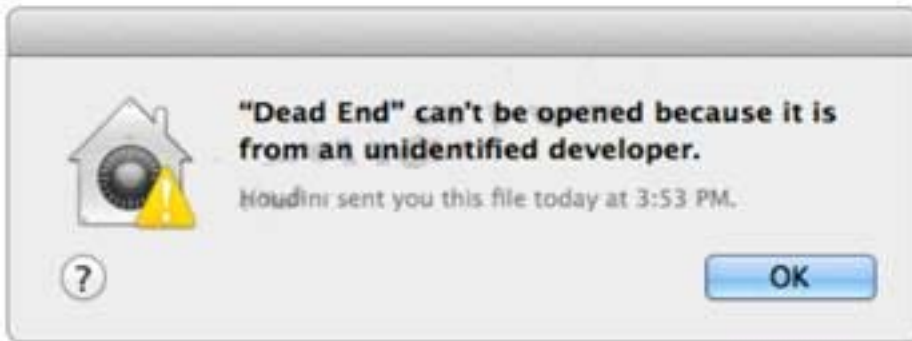 "Dead End" can't be opened because it is
from an unidentified developer.
Houdini sent you this file today at 3:53 PM.
?
OK